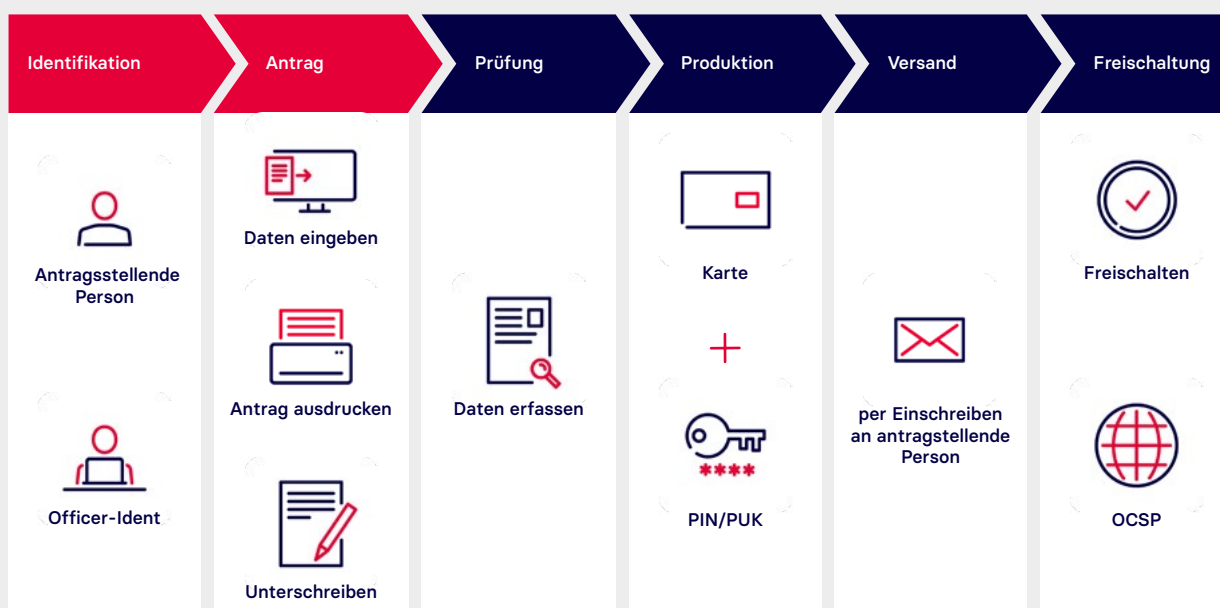 Identifikation
Antrag
Prüfung
Produktion
Versand
Freischaltung
Antragsstellende
Person
Officer-Ident
Daten eingeben
Antrag ausdrucken
Unterschreiben
Daten erfassen
Karte
+
****
PIN/PUK
per Einschreiben
an antragstellende
Person
Freischalten
OCSP